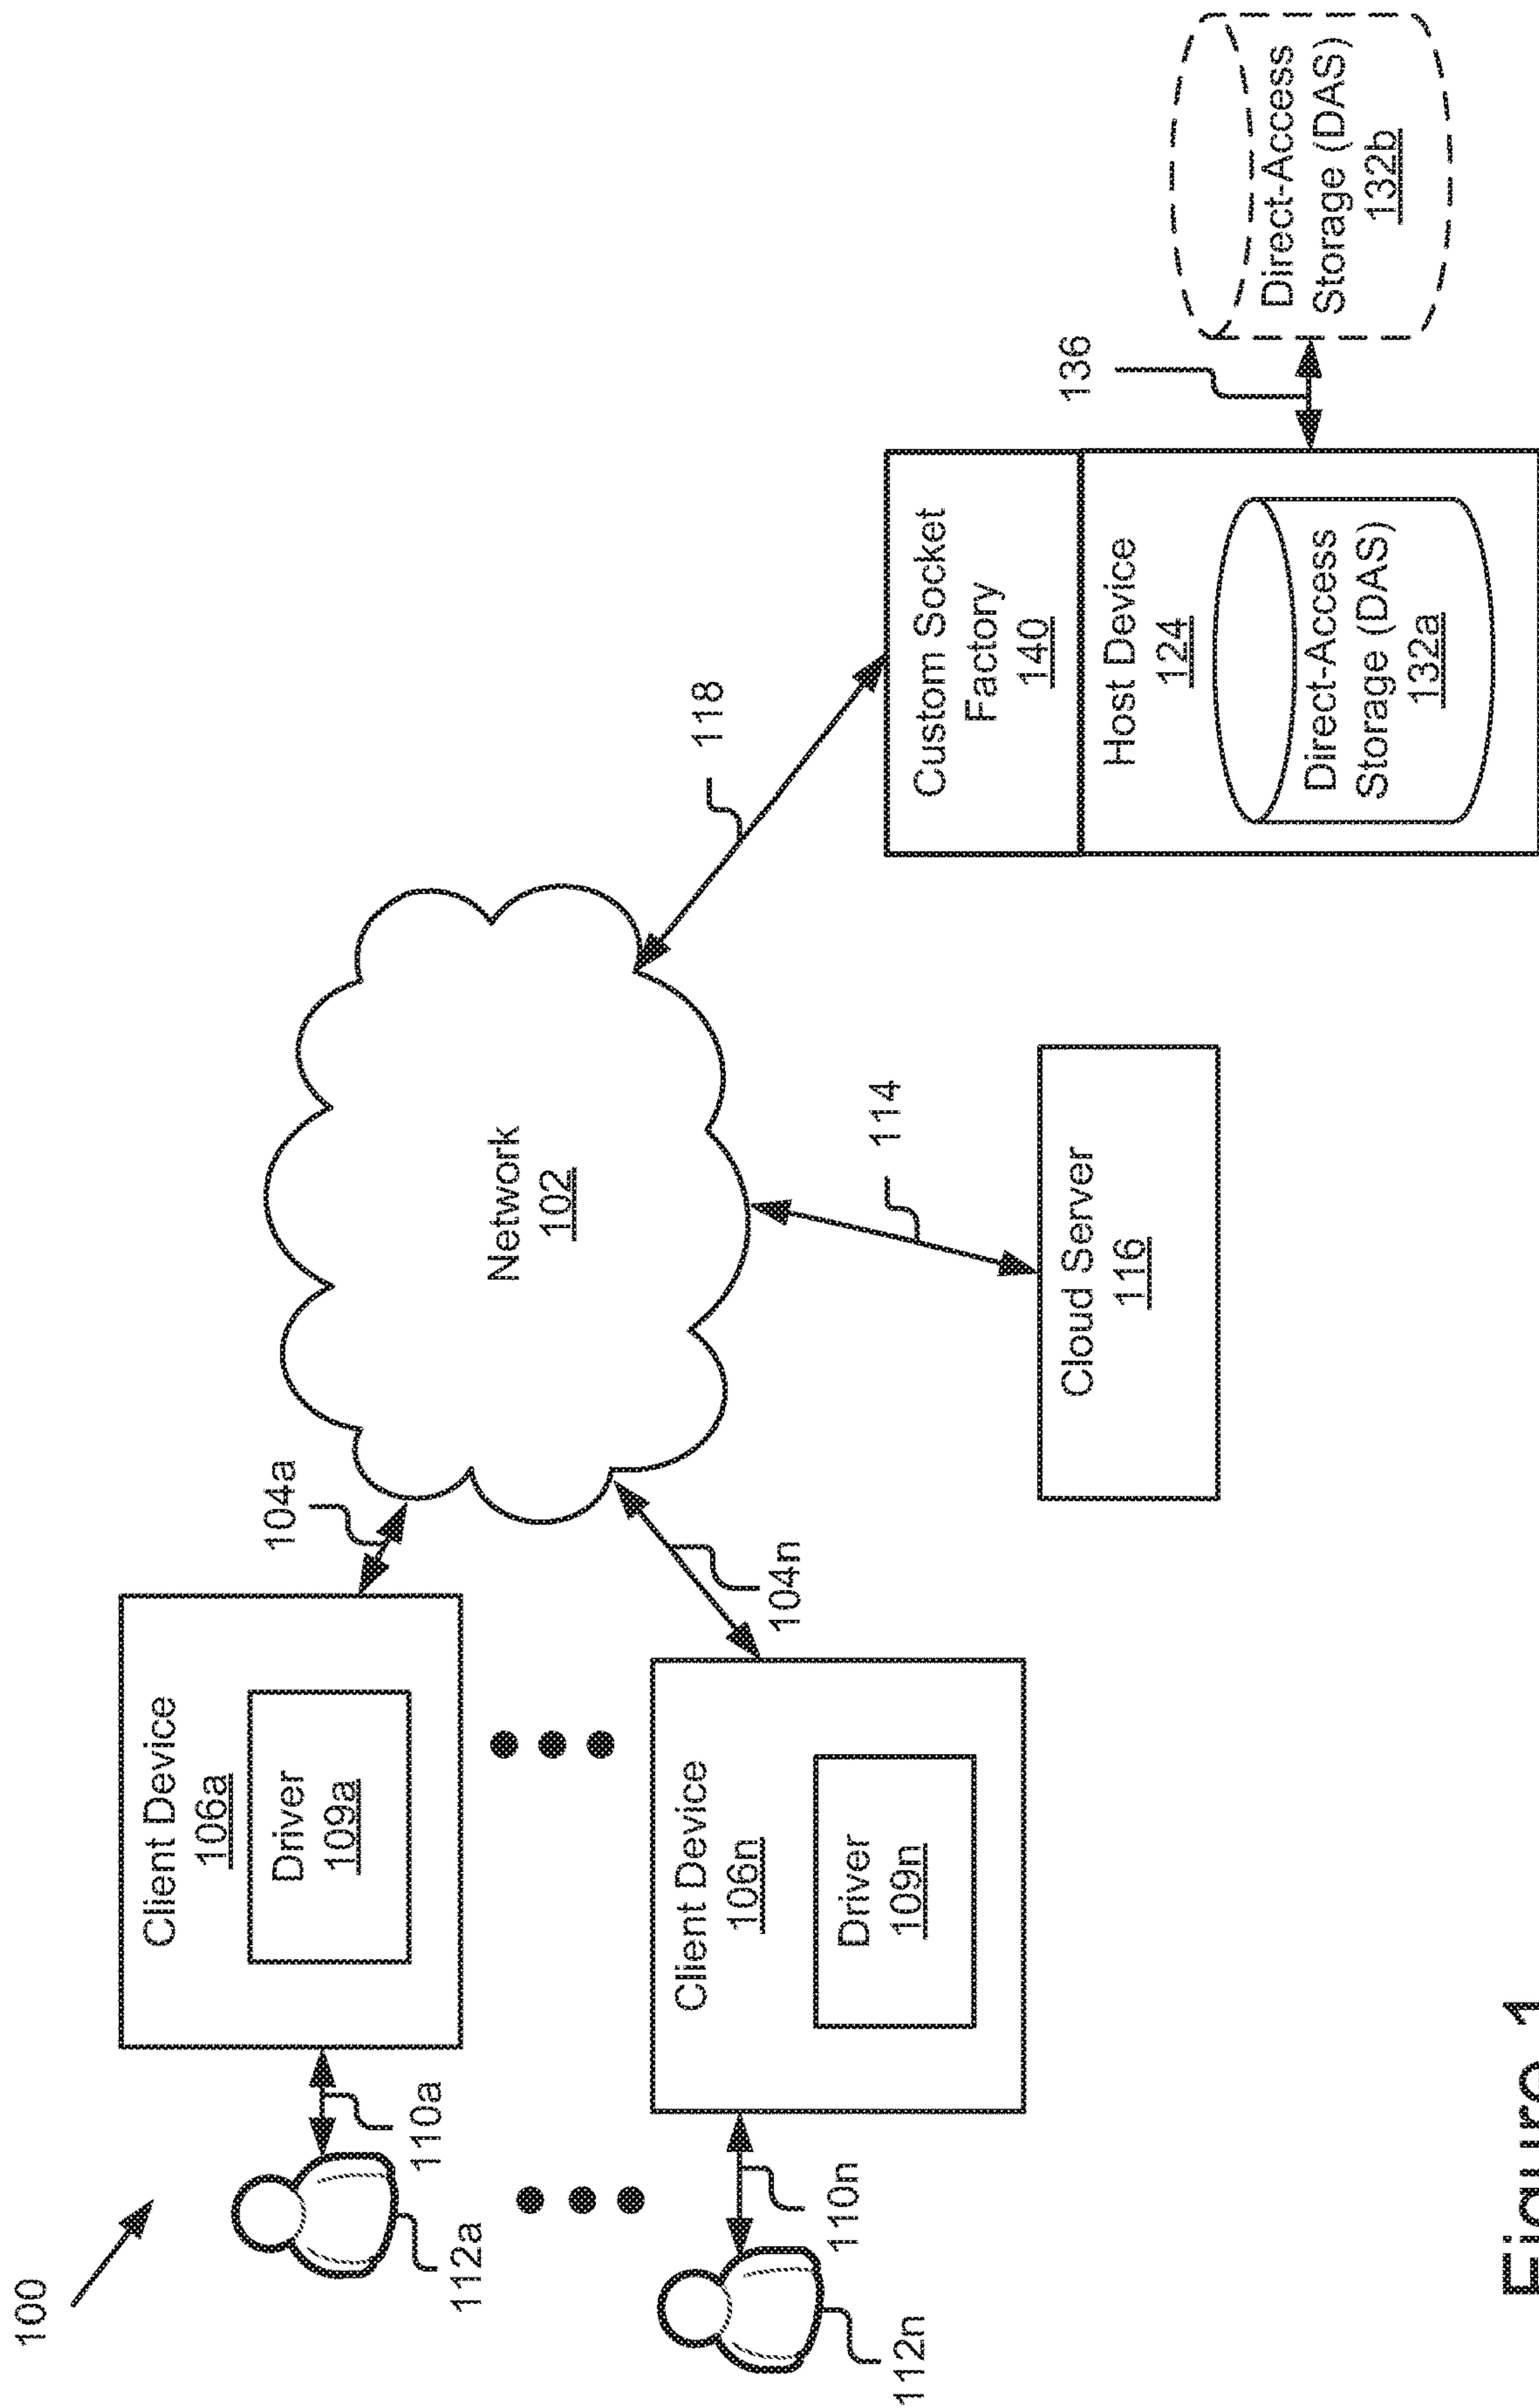 100
Client Device
106a
Driver
109a
104a
110a
112a
Network
102
118
Client Device
106n
Driver
109n
104n
110n
112n
114
Cloud Server
116
Custom Socket
Factory
140
Host Device
124
Direct-Access
Storage (DAS)
132a
136
Direct-Access
Storage (DAS)
132b
Figure 1